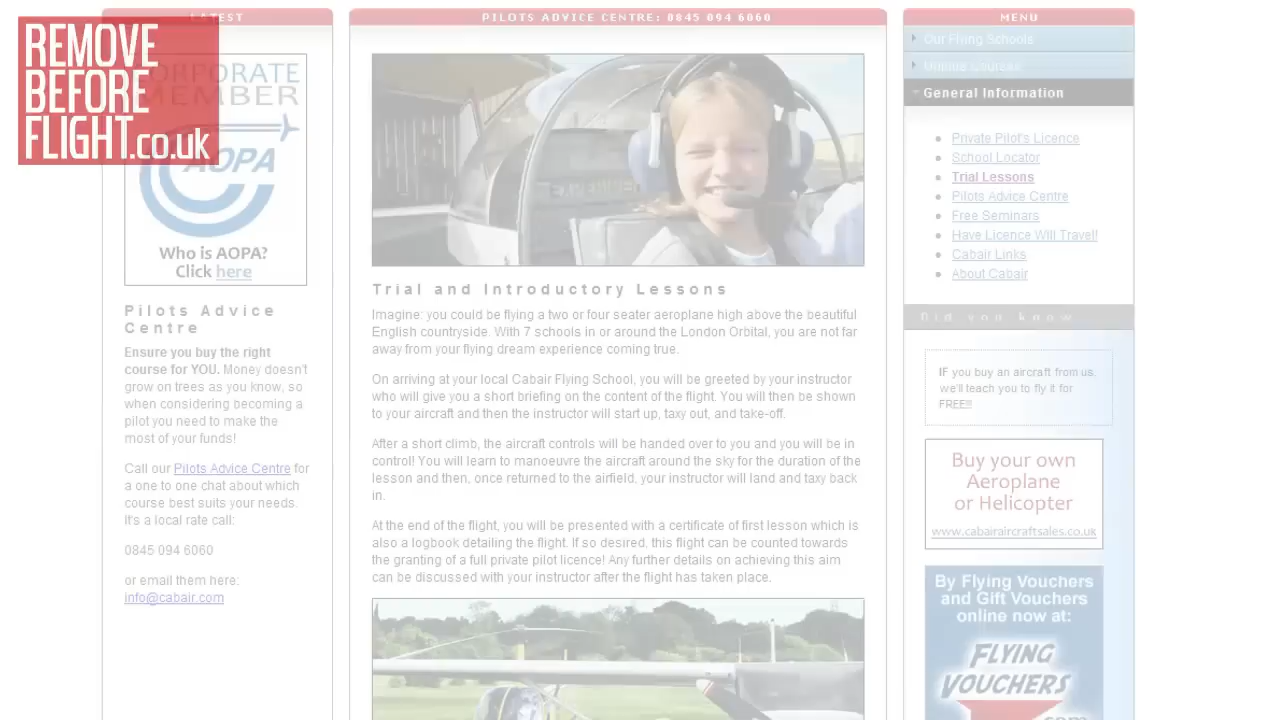 LATEST
REMOVE
BEFORE
FLIGHT.co.uk
CORPORATE
MEMBER
AOPA
Who is AOPA?
Click here
Pilots Advice
Centre
Ensure you buy the right
course for YOU. Money doesn't
grow on trees as you know, so
when considering becoming a
pilot you need to make the
most of your funds!
Call our Pilots Advice Centre for
a one to one chat about which
course best suits your needs.
It's a local rate call:
0845 094 6060
or email them here:
info@cabair.com
PILOTS ADVICE CENTRE: 0845 094 6060
Trial and Introductory Lessons
Imagine: you could be flying a two or four seater aeroplane high above the beautiful
English countryside. With 7 schools in or around the London Orbital, you are not far
away from your flying dream experience coming true.
On arriving at your local Cabair Flying School, you will be greeted by your instructor
who will give you a short briefing on the content of the flight. You will then be shown
to your aircraft and then the instructor will start up, taxy out, and take-off.
After a short climb, the aircraft controls will be handed over to you and you will be in
control! You will learn to manoeuvre the aircraft around the sky for the duration of the
lesson and then, once returned to the airfield, your instructor will land and taxy back
in.
At the end of the flight, you will be presented with a certificate of first lesson which is
also a logbook detailing the flight. If so desired, this flight can be counted towards
the granting of a full private pilot licence! Any further details on achieving this aim
can be discussed with your instructor after the flight has taken place.
MENU
Our Flying Schools
Courses
General Information
Private Pilot's Licence
School Locator
Trial Lessons
Pilots Advice Centre
Free Seminars
Have Licence Will Travel!
Cabair Links
About Cabair
Did you know
IF you buy an aircraft from us,
we'll teach you to fly it for
FREE!!!
Buy your own
Aeroplane
or Helicopter
www.cabairaircraftsales.co.uk
By Flying Vouchers
and Gift Vouchers
online now at:
FLYING
VOUCHERS
.com